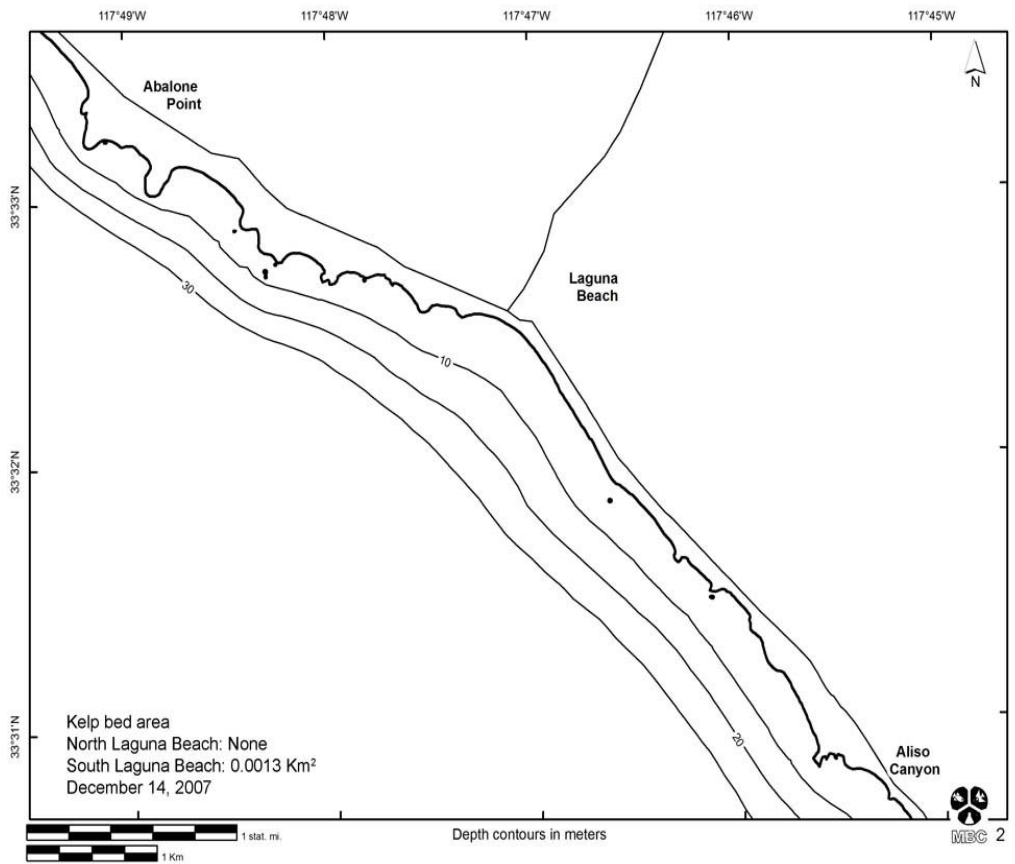 117°49'W
117°48'W
117°47'W
117°46'W
117°45'W
Abalone
Point
N
33°33'N
Laguna
Beach
30
10
33°32'N
33°31'N
20
Kelp bed area
North Laguna Beach: None
South Laguna Beach: 0.0013 Km²
December 14, 2007
Aliso
Canyon
1 stat. mi.
Depth contours in meters
MBC
2
1 Km